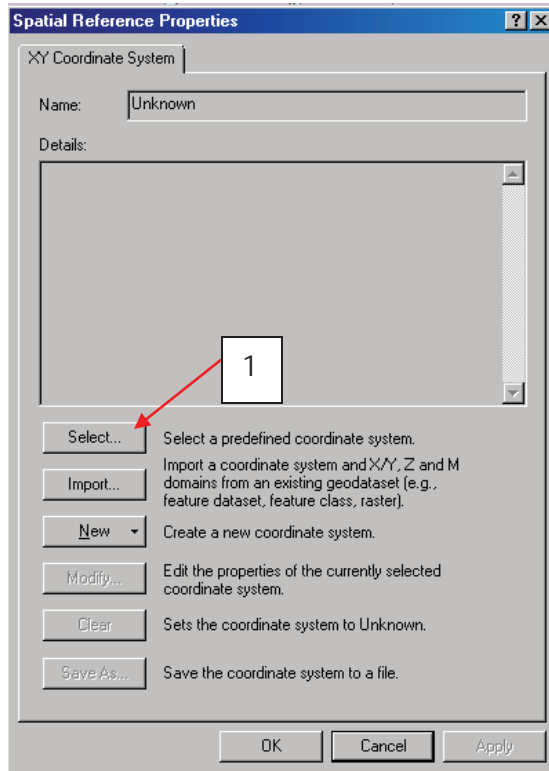 Spatial Reference Properties
XY Coordinate System
Name: Unknown
Details:
1
Select... Select a predefined coordinate system.
Import... Import a coordinate system and X/Y, Z and M
domains from an existing geodataset (e.g.,
feature dataset, feature class, raster).
New Create a new coordinate system.
Modify... Edit the properties of the currently selected
coordinate system.
Clear Sets the coordinate system to Unknown.
Save As... Save the coordinate system to a file.
OK Cancel Apply